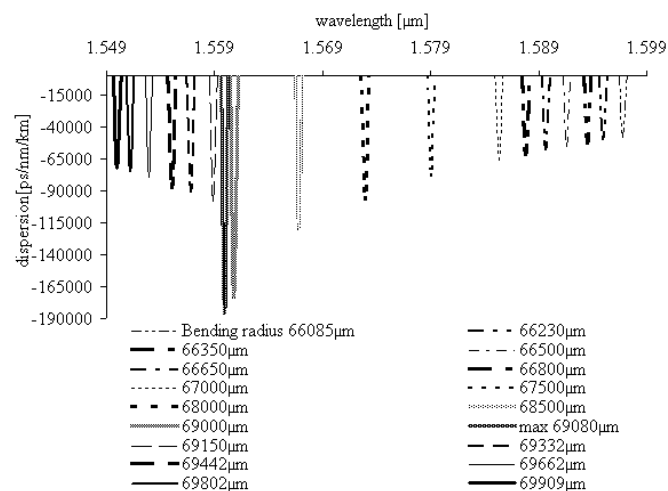 wavelength [μm]
1.549 1.559 1.569 1.579 1.589 1.599
dispersion[ps/nm/km]
-15000
-40000
-65000
-90000
-115000
-140000
-165000
-190000
Bending radius 66085μm 66230μm
66350μm 66500μm
66650μm 66800μm
67000μm 67500μm
68000μm 68500μm
69000μm max 69080μm
69150μm 69332μm
69442μm 69662μm
69802μm 69909μm